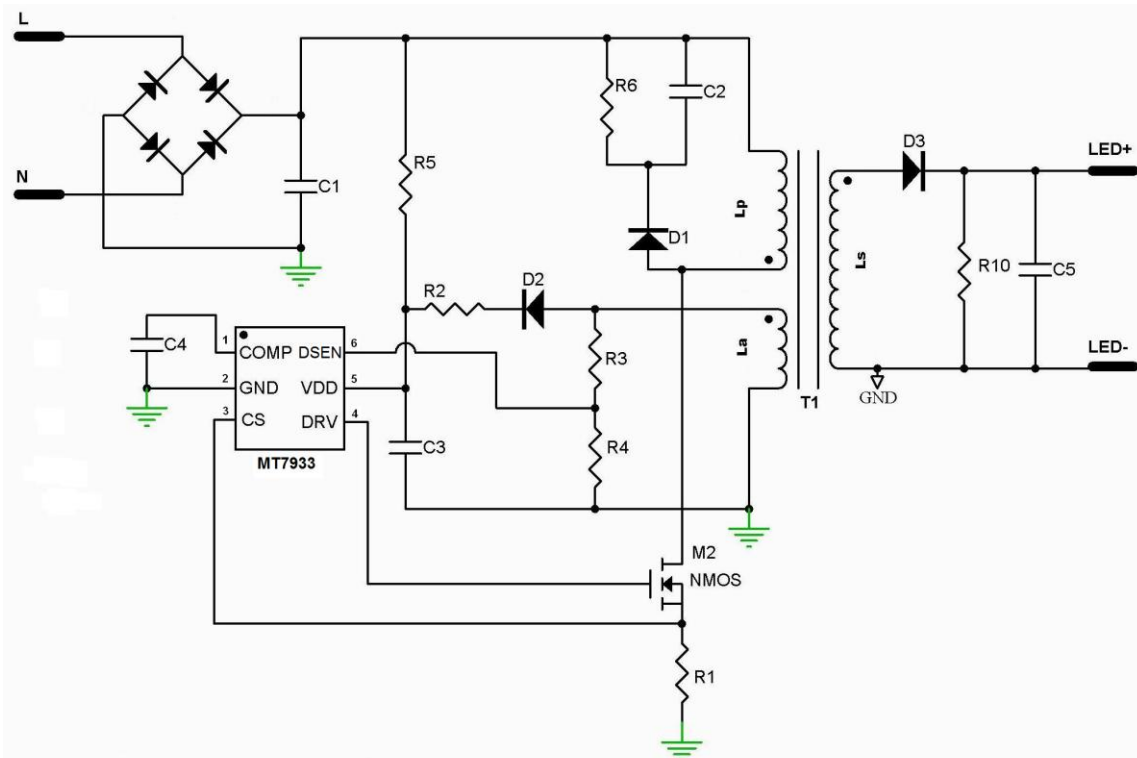 L
N
C1
R5
R6
C2
D1
Lp
La
Ls
T1
D3
R10
C5
LED+
LED-
GND
R2
D2
R3
R4
C4
1 COMP
2 GND
3 CS
DSEN 6
VDD 5
DRV 4
MT7933
C3
M2
NMOS
R1